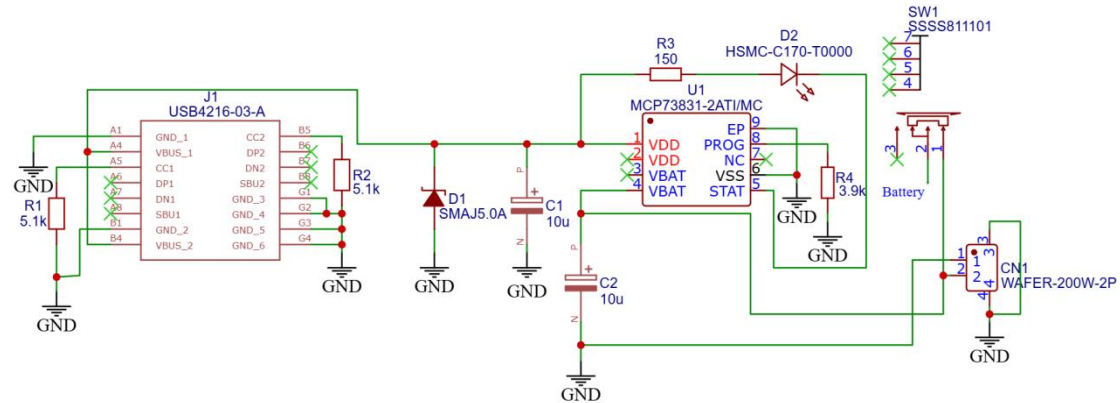 SW1
SSSS811101
7
6
5
4
R3
150
D2
HSMC-C170-T0000
U1
MCP73831-2ATI/MC
J1
USB4216-03-A
A1 GND_1 CC2 B5
A4 VBUS_1 DP2 B6
A5 CC1 DN2 B7
A6 DP1 SBU2 B8
A7 DN1 GND_3 G1
A8 SBU1 GND_4 G2
B1 GND_2 GND_5 G3
B4 VBUS_2 GND_6 G4
GND
R1
5.1k
GND
R2
5.1k
GND
D1
SMAJ5.0A
GND
P
+
C1
10u
N
GND
1 VDD EP 9
2 VDD PROG 8
3 VBAT NC 7
4 VBAT VSS 6
STAT 5
R4
3.9k
GND
GND
3 2 1
Battery
P
+
C2
10u
N
GND
3
3
1 1
2 2
4
4
CN1
WAFER-200W-2P
GND